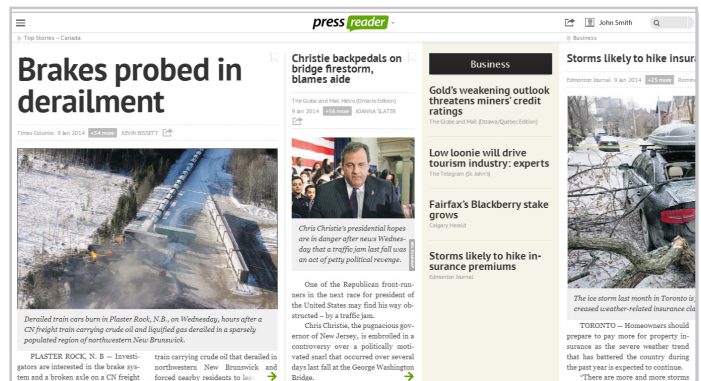 press reader
John Smith
Q
Top Stories – Canada
Business
Brakes probed in
derailment
Times Colonist 9 Jan 2014 +54 more KEVIN BISSETT
Derailed train cars burn in Plaster Rock, N.B., on Wednesday, hours after a
CN freight train carrying crude oil and liquified gas derailed in a sparsely
populated region of northwestern New Brunswick.
PLASTER ROCK, N. B — Investi-
gators are interested in the brake sys-
tem and a broken axle on a CN freight
train carrying crude oil that derailed in
northwestern New Brunswick and
forced nearby residents to
Christie backpedals on
bridge firestorm,
blames aide
The Globe and Mail Metro (Ontario Edition)
9 Jan 2014 +56 more JOANNA SLATER
Chris Christie's presidential hopes
are in danger after news Wednes-
day that a traffic jam last fall was
an act of petty political revenge.
One of the Republican front-run-
ners in the next race for president of
the United States may find his way ob-
structed – by a traffic jam.
Chris Christie, the pugnacious gov-
ernor of New Jersey, is embroiled in a
controversy over a politically moti-
vated snarl that occurred over several
days last fall at the George Washington
Bridge.
Business
Gold's weakening outlook
threatens miners' credit
ratings
The Globe and Mail (Ottawa/Quebec Edition)
Low loonie will drive
tourism industry: experts
The Telegram (St. John's)
Fairfax's Blackberry stake
grows
Calgary Herald
Storms likely to hike in-
surance premiums
Edmonton Journal
Storms likely to hike insur
Edmonton Journal 9 Jan 2014 +25 more
The ice storm last month in Toronto is
creased weather-related insurance cla
TORONTO — Homeowners should
prepare to pay more for property in-
surance as the severe weather trend
that has battered the country during
the past year is expected to continue.
"There are more and more storms